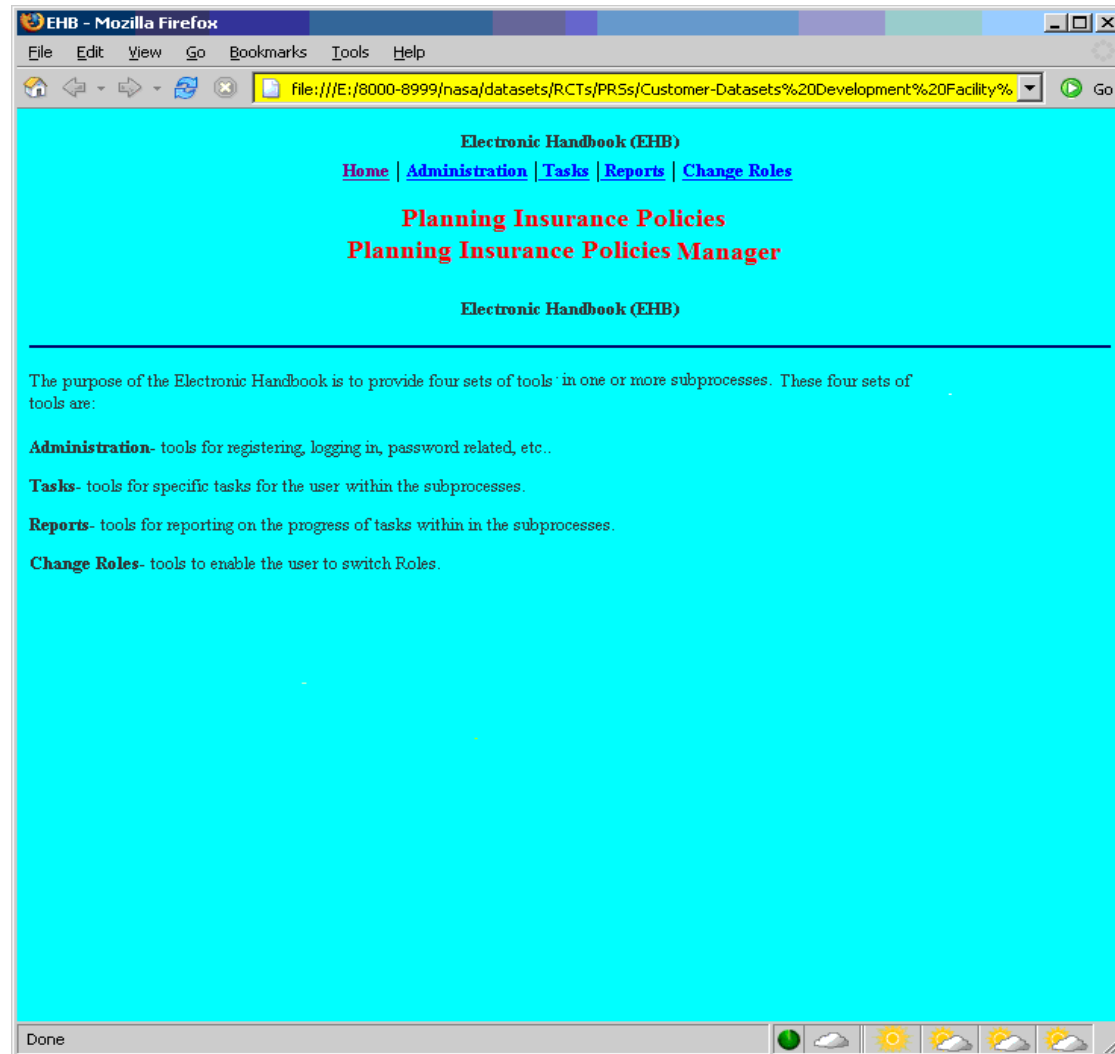 EHB - Mozilla Firefox
File Edit View Go Bookmarks Tools Help
file:///E:/8000-8999/nasa/datasets/RCTs/PRSs/Customer-Datasets%20Development%20Facility% Go
Electronic Handbook (EHB)
Home | Administration | Tasks | Reports | Change Roles
Planning Insurance Policies
Planning Insurance Policies Manager
Electronic Handbook (EHB)
The purpose of the Electronic Handbook is to provide four sets of tools in one or more subprocesses. These four sets of
tools are:
Administration- tools for registering, logging in, password related, etc..
Tasks- tools for specific tasks for the user within the subprocesses.
Reports- tools for reporting on the progress of tasks within in the subprocesses.
Change Roles- tools to enable the user to switch Roles.
Done